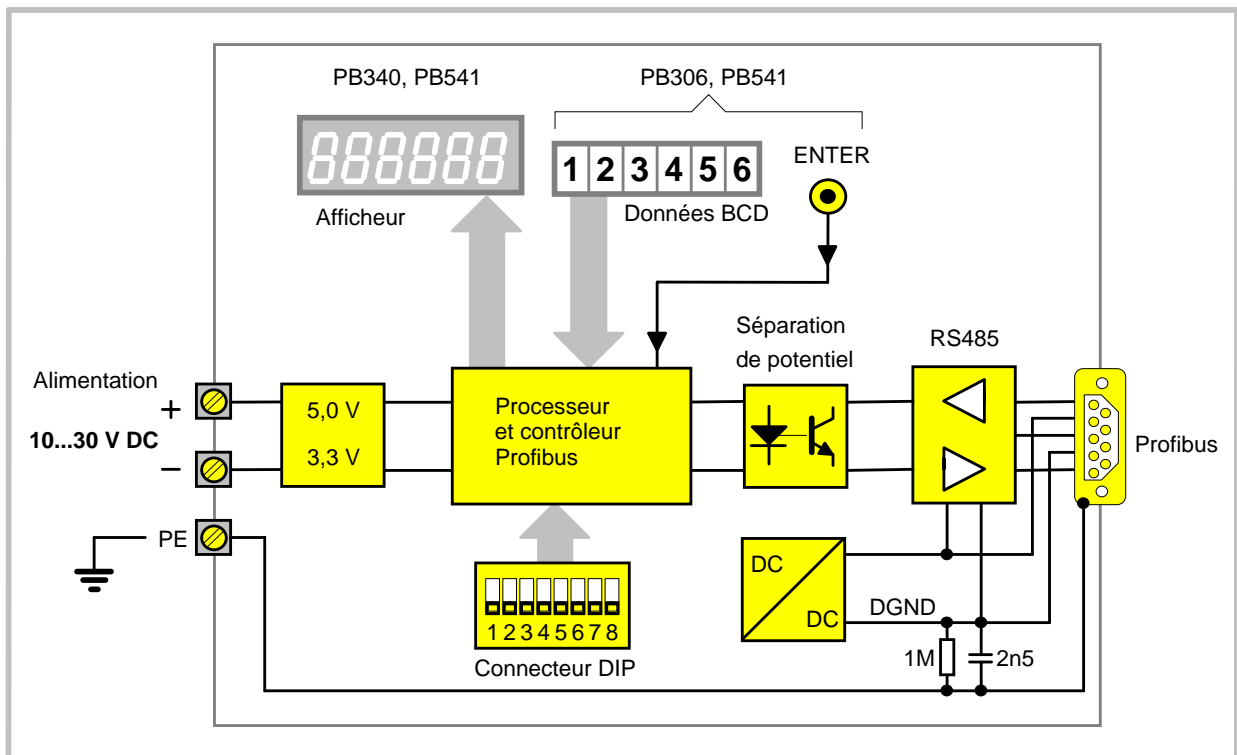 PB340, PB541
PB306, PB541
888888
1 2 3 4 5 6
ENTER
Afficheur
Données BCD
Séparation
de potentiel
RS485
Alimentation
+
10...30 V DC
−
5,0 V
3,3 V
Processeur
et contrôleur
Profibus
Profibus
PE
DC
DC
DGND
1 2 3 4 5 6 7 8
1M
2n5
Connecteur DIP